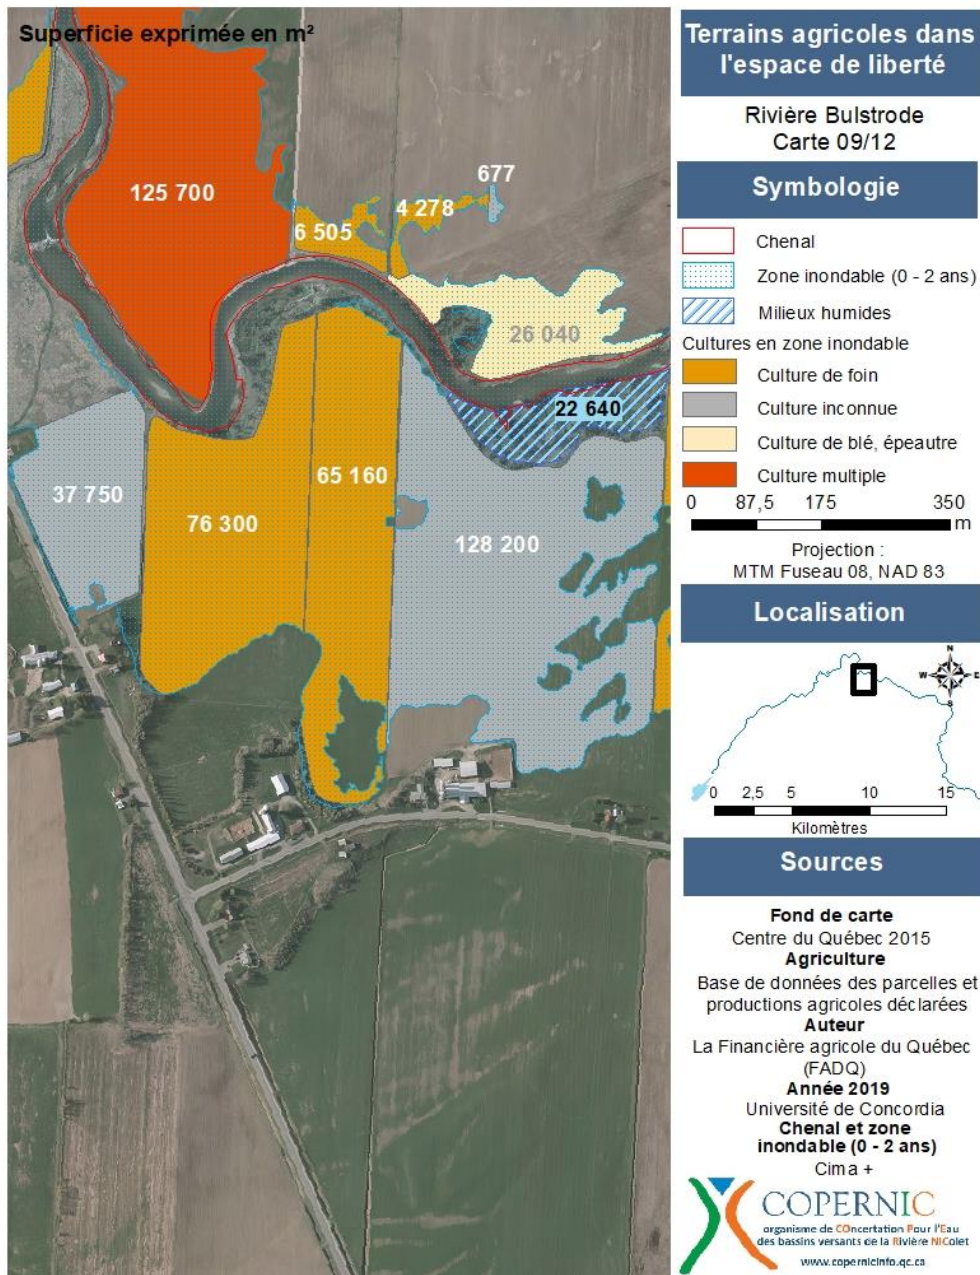 Superficie exprimée en m²
125 700
677
4 278
6 505
26 040
22 640
65 160
37 750
76 300
128 200
Terrains agricoles dans
l'espace de liberté
Rivière Bulstrode
Carte 09/12
Symbologie
Chenal
Zone inondable (0 - 2 ans)
Milieux humides
Cultures en zone inondable
Culture de foin
Culture inconnue
Culture de blé, épeautre
Culture multiple
0 87,5 175 350
m
Projection :
MTM Fuseau 08, NAD 83
Localisation
N
W E
S
0 2,5 5 10 15
Kilomètres
Sources
Fond de carte
Centre du Québec 2015
Agriculture
Base de données des parcelles et
productions agricoles déclarées
Auteur
La Financière agricole du Québec
(FADQ)
Année 2019
Université de Concordia
Chenal et zone
inondable (0 - 2 ans)
Cima +
COPERNIC
organisme de COncertation Pour l'Eau
des bassins versants de la Rivière NIColet
www.copernicinfo.qc.ca